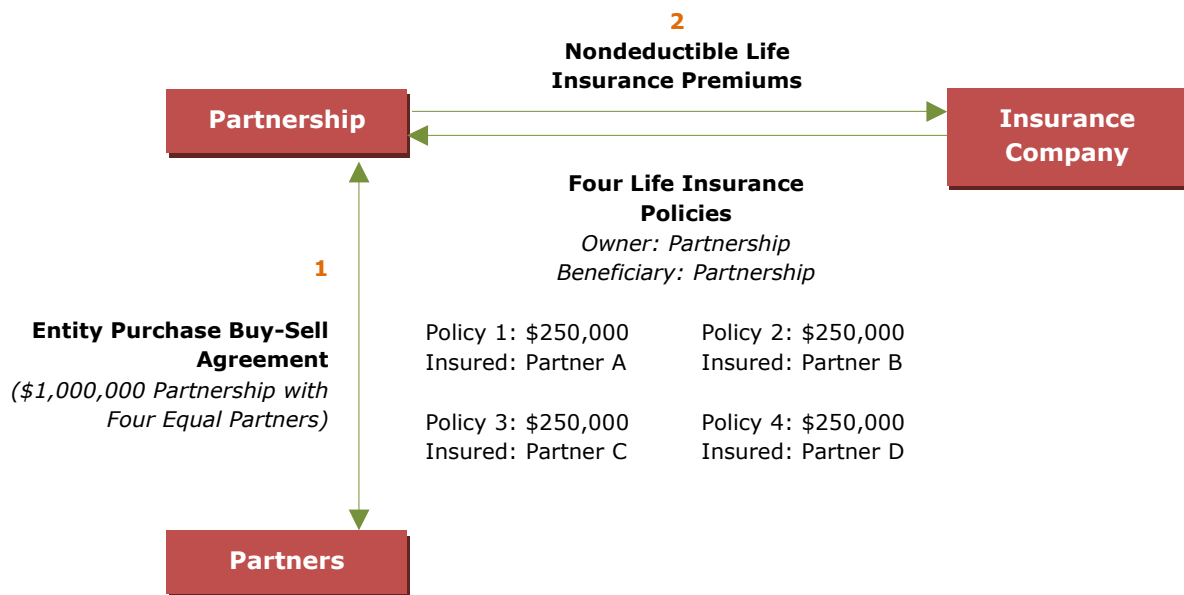 2
Nondeductible Life
Insurance Premiums
Partnership
Insurance
Company
Four Life Insurance
Policies
Owner: Partnership
Beneficiary: Partnership
1
Entity Purchase Buy-Sell
Agreement
($1,000,000 Partnership with
Four Equal Partners)
Policy 1: $250,000
Insured: Partner A
Policy 2: $250,000
Insured: Partner B
Policy 3: $250,000
Insured: Partner C
Policy 4: $250,000
Insured: Partner D
Partners